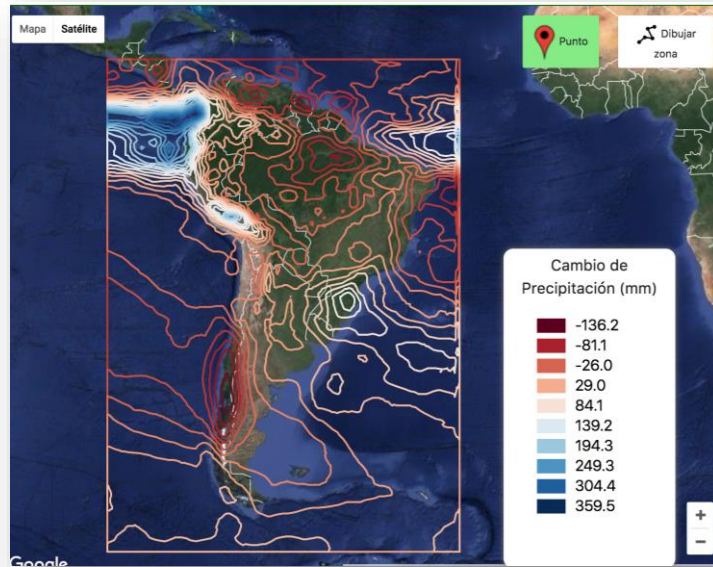 Mapa
Satélite
Punto
Dibujar
zona
Cambio de
Precipitación (mm)
-136.2
-81.1
-26.0
29.0
84.1
139.2
194.3
249.3
304.4
359.5
+
−
Google